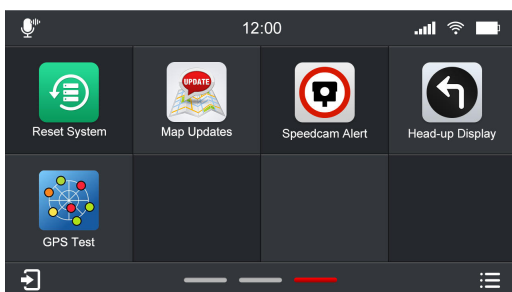 12:00
UPDATE
Reset System
Map Updates
Speedcam Alert
Head-up Display
GPS Test